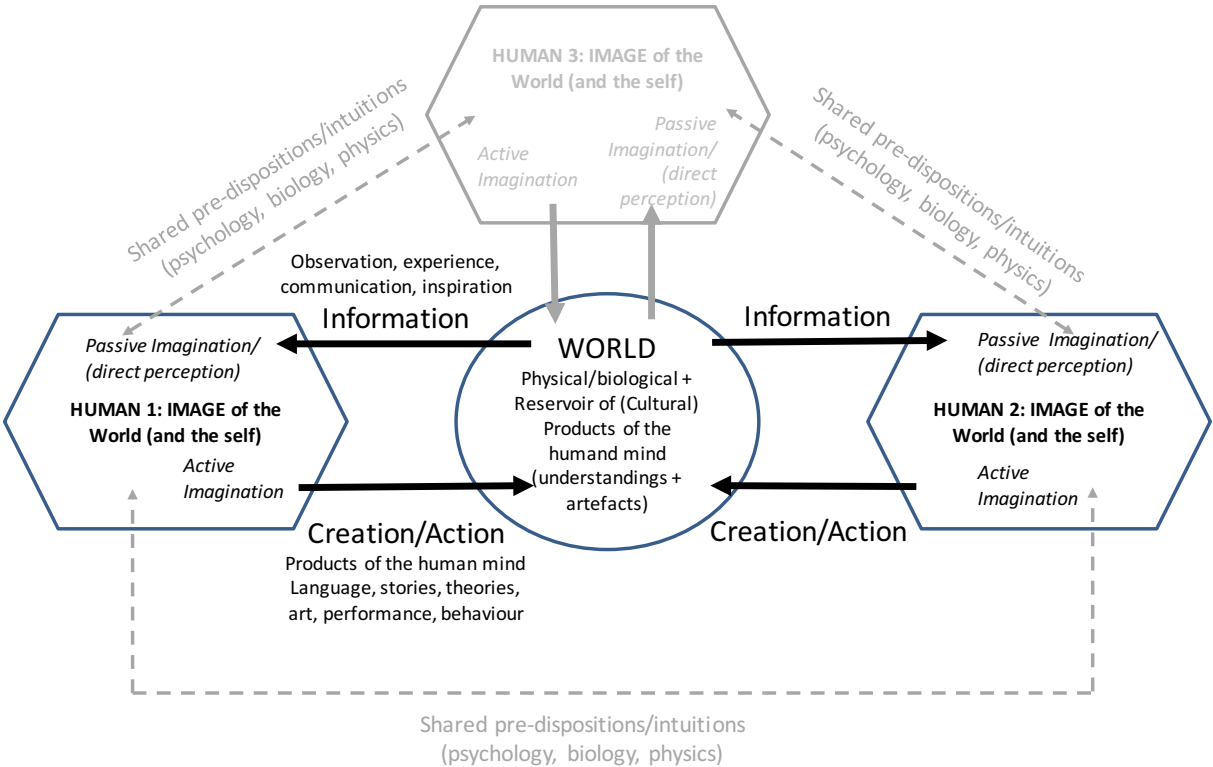 HUMAN 3: IMAGE of the
World (and the self)
Passive
Imagination/
(direct
perception)
Active
Imagination
Shared pre-dispositions/intuitions
(psychology, biology, physics)
Shared pre-dispositions/intuitions
(psychology, biology, physics)
Observation, experience,
communication, inspiration
Information
Information
Passive Imagination/
(direct perception)
HUMAN 1: IMAGE of the
World (and the self)
Active
Imagination
WORLD
Physical/biological +
Reservoir of (Cultural)
Products of the
humand mind
(understandings +
artefacts)
Passive Imagination/
(direct perception)
HUMAN 2: IMAGE of the
World (and the self)
Active
Imagination
Creation/Action
Products of the human mind
Language, stories, theories,
art, performance, behaviour
Creation/Action
Shared pre-dispositions/intuitions
(psychology, biology, physics)